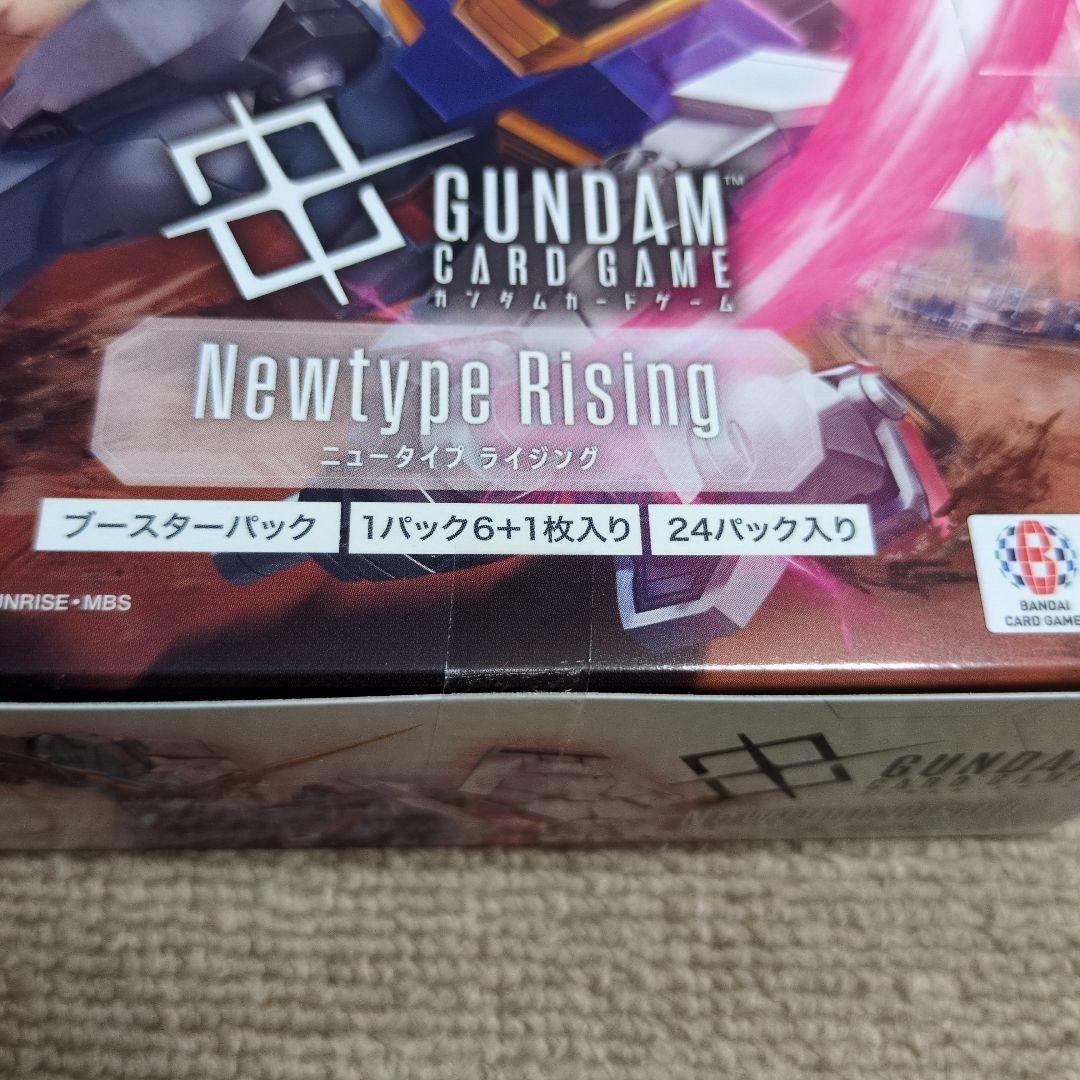 GUNDAM™
CARD GAME
ガンダムカードゲーム
Newtype Rising
ニュータイプ ライジング
ブースターパック
1パック6+1枚入り
24パック入り
UNRISE・MBS
BANDAI
CARD GAME
GUNDA